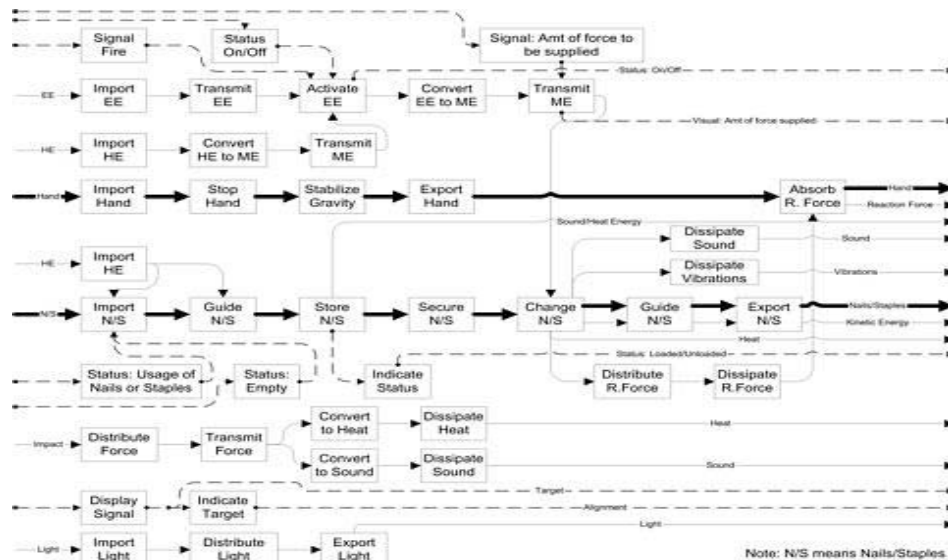 Signal
Fire
Status
On/Off
Signal: Amt of force to
be supplied
Status: On/Off
EE
Import
EE
Transmit
EE
Activate
EE
Convert
EE to ME
Transmit
ME
Visual: Amt of force supplied
HE
Import
HE
Convert
HE to ME
Transmit
ME
Hand
Import
Hand
Stop
Hand
Stabilize
Gravity
Export
Hand
Absorb
R. Force
Hand
Reaction Force
Sound/Heat Energy
Dissipate
Sound
Sound
HE
Import
HE
Dissipate
Vibrations
Vibrations
N/S
Import
N/S
Guide
N/S
Store
N/S
Secure
N/S
Change
N/S
Guide
N/S
Export
N/S
Nails/Staples
Kinetic Energy
Heat
Status: Loaded/Unloaded
Status: Usage of
Nails or Staples
Status:
Empty
Indicate
Status
Distribute
R.Force
Dissipate
R.Force
Impact
Distribute
Force
Transmit
Force
Convert
to Heat
Dissipate
Heat
Heat
Convert
to Sound
Dissipate
Sound
Sound
Target
Display
Signal
Indicate
Target
Alignment
Light
Light
Import
Light
Distribute
Light
Export
Light
Note: N/S means Nails/Staples